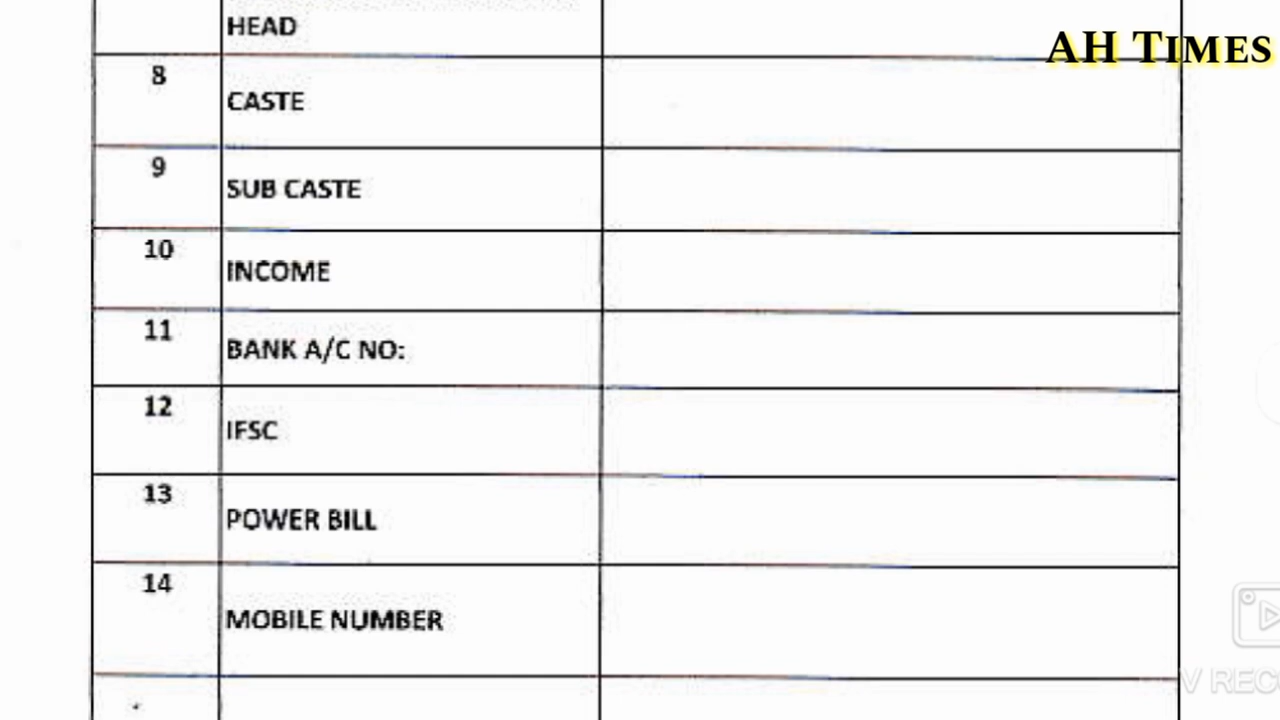 HEAD
AH TIMES
8
CASTE
9
SUB CASTE
10
INCOME
11
BANK A/C NO:
12
IFSC
13
POWER BILL
14
MOBILE NUMBER
V RECO